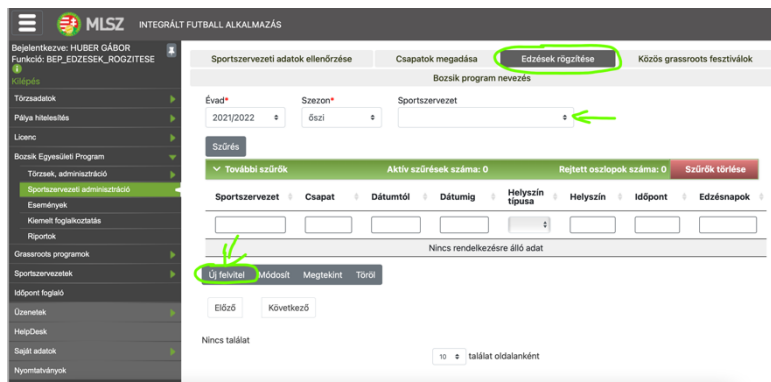 MLSZ INTEGRÁLT FUTBALL ALKALMAZÁS
Bejelentkezve: HUBER GÁBOR
Funkció: BEP_EDZESEK_ROGZITESE
Kilépés
Törzsadatok
Pálya hitelesítés
Licenc
Bozsik Egyesületi Program
Törzsek, adminisztráció
Sportszervezeti adminisztráció
Események
Kiemelt foglalkoztatás
Riportok
Grassroots programok
Sportszervezetek
Időpont foglaló
Üzenetek
HelpDesk
Saját adatok
Nyomtatványok
Sportszervezeti adatok ellenőrzése Csapatok megadása Edzések rögzítése Közös grassroots fesztiválok
Bozsik program nevezés
Évad* Szezon* Sportszervezet
2021/2022 őszi
Szűrés
További szűrők Aktív szűrések száma: 0 Rejtett oszlopok száma: 0 Szűrők törlése
Sportszervezet Csapat Dátumtól Dátumig Helyszín típusa Helyszín Időpont Edzésnapok
Nincs rendelkezésre álló adat
Új felvitel Módosít Megtekint Töröl
Előző Következő
Nincs találat
10 találat oldalanként